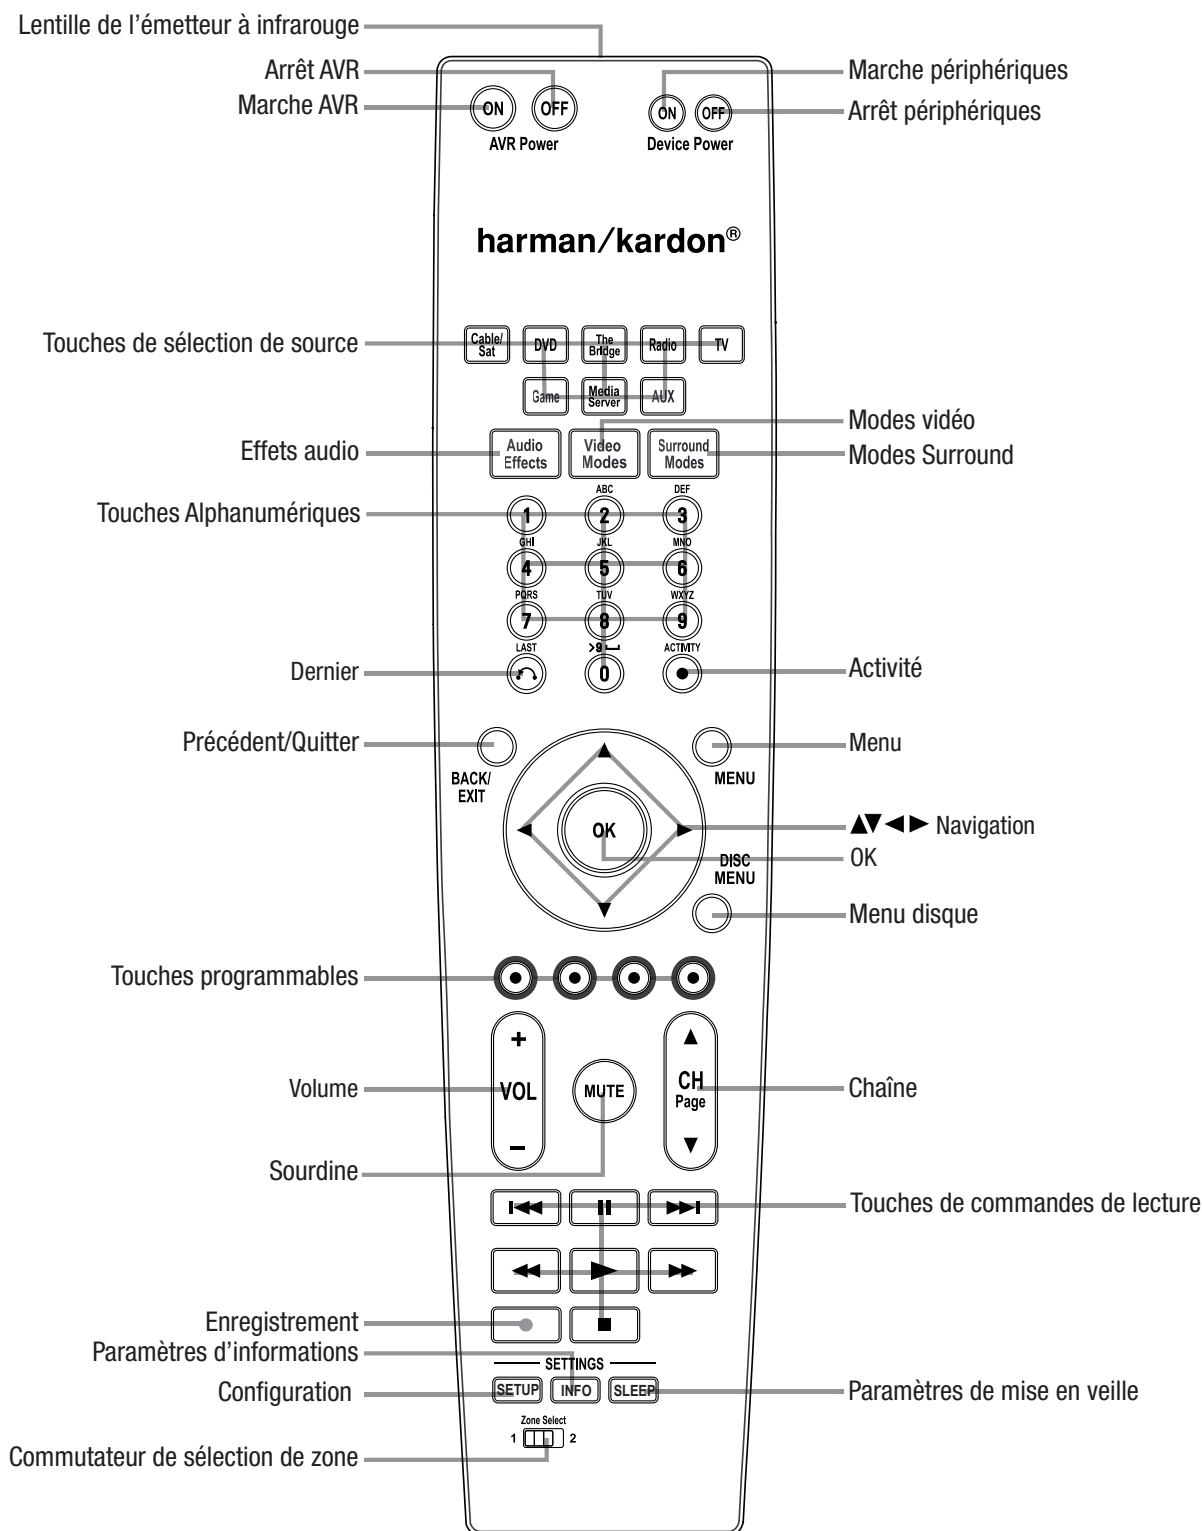 Lentille de l'émetteur à infrarouge
Arrêt AVR
Marche AVR
Marche périphériques
Arrêt périphériques
ON
OFF
ON
OFF
AVR Power
Device Power
harman/kardon®
Touches de sélection de source
Cable/
Sat
DVD
The
Bridge
Radio
TV
Game
Media
Server
AUX
Modes vidéo
Effets audio
Audio
Effects
Video
Modes
Surround
Modes
Modes Surround
ABC
DEF
Touches Alphanumériques
1
2
3
GHI
JKL
MNO
4
5
6
PQRS
TUV
WXYZ
7
8
9
LAST
>9
ACTIVITY
Dernier
0
Activité
Précédent/Quitter
Menu
BACK/
EXIT
MENU
OK
▲▼◄► Navigation
OK
DISC
MENU
Menu disque
Touches programmables
+
Volume
VOL
–
MUTE
CH
Page
Chaîne
Sourdine
Touches de commandes de lecture
Enregistrement
Paramètres d'informations
SETTINGS
Configuration
SETUP
INFO
SLEEP
Paramètres de mise en veille
Zone Select
1
2
Commutateur de sélection de zone